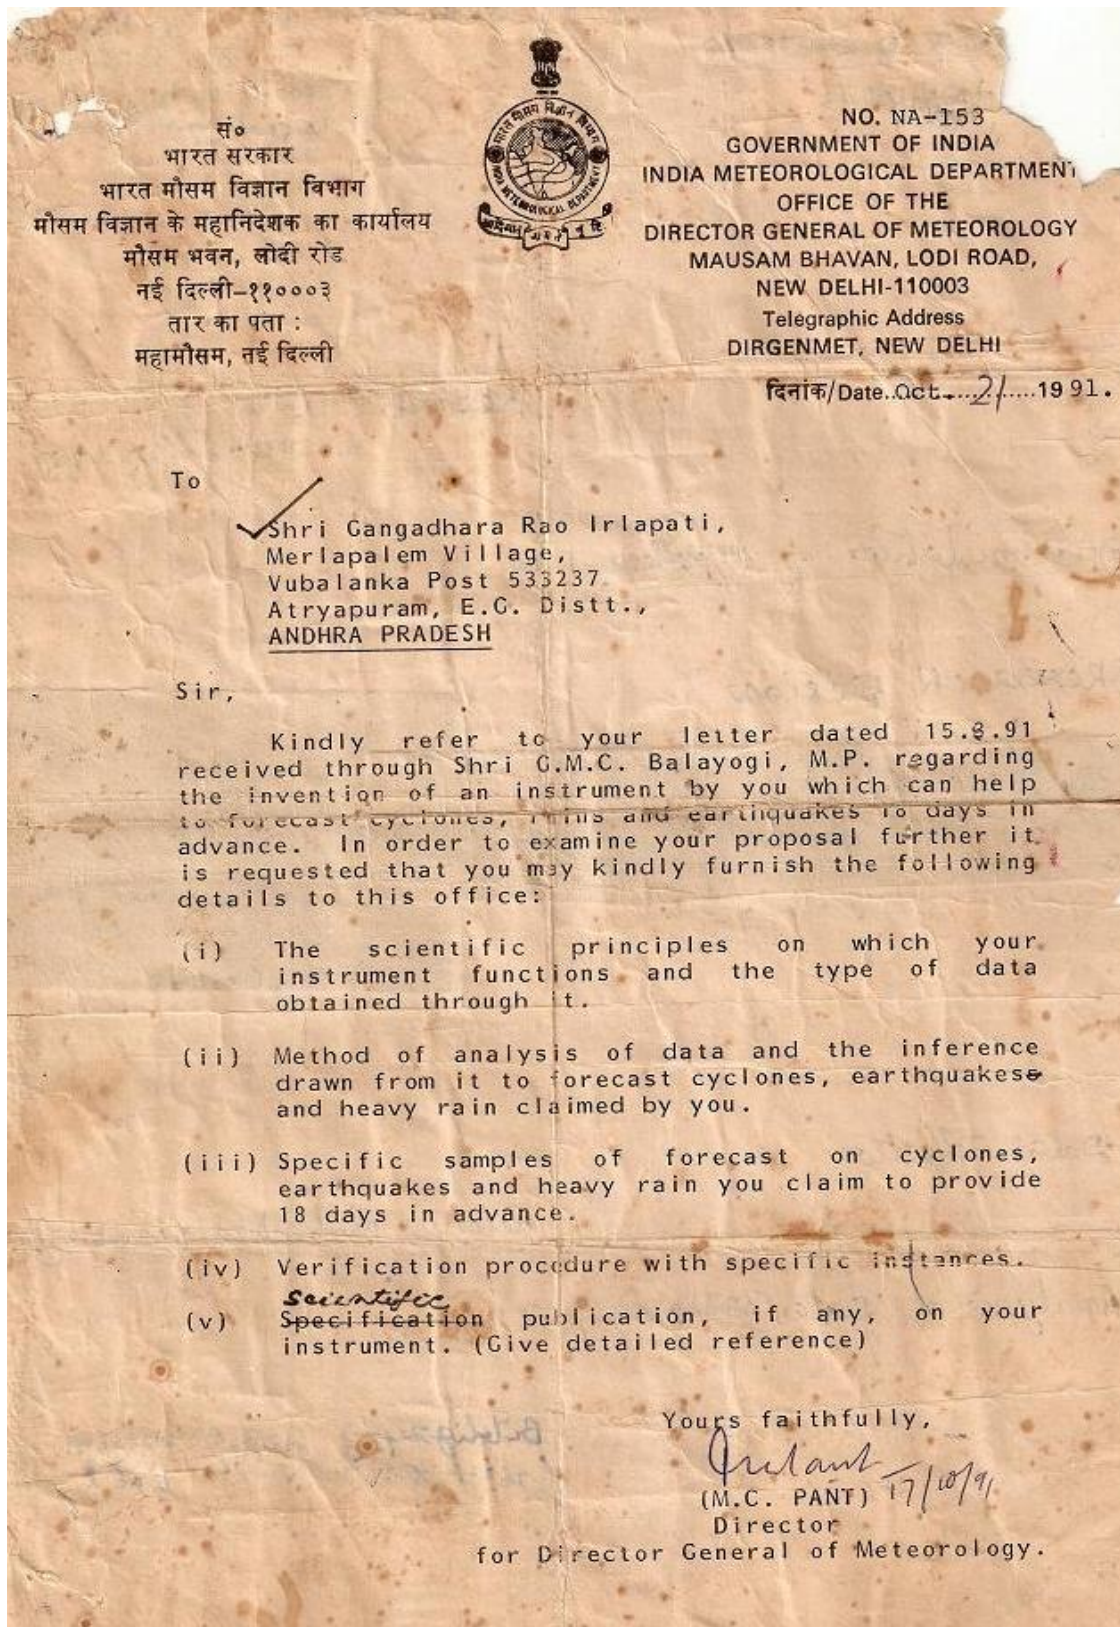 सं०
भारत सरकार
भारत मौसम विज्ञान विभाग
मौसम विज्ञान के महानिदेशक का कार्यालय
मौसम भवन, लोदी रोड
नई दिल्ली-११०००३
तार का पता :
महामौसम, नई दिल्ली
भारत मौसम विज्ञान विभाग
INDIA METEOROLOGICAL DEPARTMENT
NO. NA-153
GOVERNMENT OF INDIA
INDIA METEOROLOGICAL DEPARTMENT
OFFICE OF THE
DIRECTOR GENERAL OF METEOROLOGY
MAUSAM BHAVAN, LODI ROAD,
NEW DELHI-110003
Telegraphic Address
DIRGENMET, NEW DELHI
दिनांक/Date..Oct.....21......1991.
To
Shri Gangadhara Rao Irlapati,
Merlapalem Village,
Vubalanka Post 533237
Atryapuram, E.G. Distt.,
ANDHRA PRADESH
Sir,
Kindly refer to your letter dated 15.8.91
received through Shri G.M.C. Balayogi, M.P. regarding
the invention of an instrument by you which can help
to forecast cyclones, rains and earthquakes 18 days in
advance. In order to examine your proposal further it
is requested that you may kindly furnish the following
details to this office:
(i) The scientific principles on which your
instrument functions and the type of data
obtained through it.
(ii) Method of analysis of data and the inference
drawn from it to forecast cyclones, earthquakes
and heavy rain claimed by you.
(iii) Specific samples of forecast on cyclones,
earthquakes and heavy rain you claim to provide
18 days in advance.
(iv) Verification procedure with specific instances.
scientific
(v) Specification publication, if any, on your
instrument. (Give detailed reference)
Yours faithfully,
17/10/91
(M.C. PANT)
Director
for Director General of Meteorology.